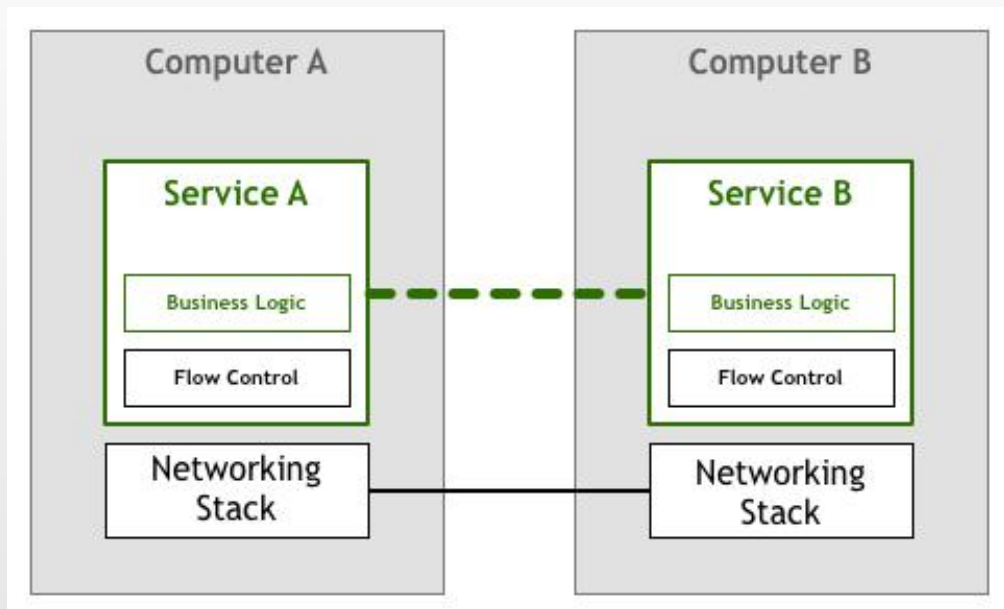 Computer A
Service A
Business Logic
Flow Control
Networking
Stack
Computer B
Service B
Business Logic
Flow Control
Networking
Stack